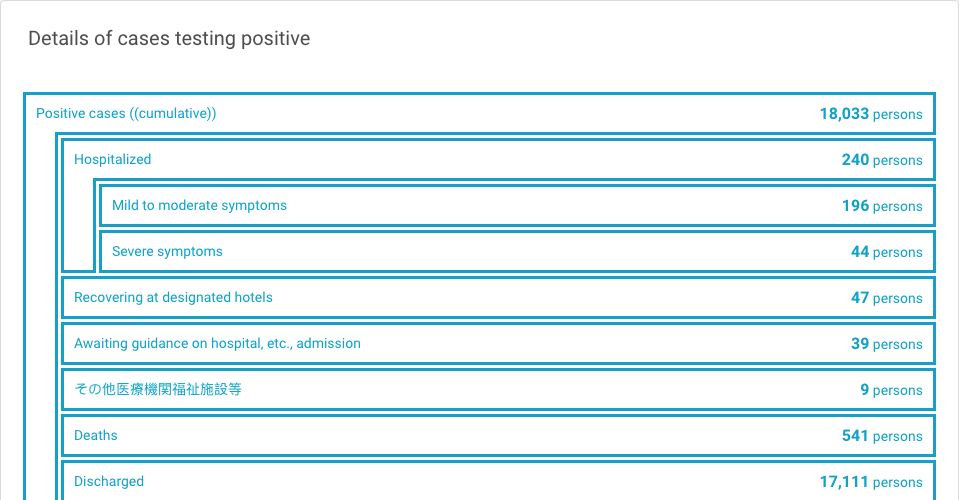 Details of cases testing positive
Positive cases ((cumulative)) 18,033 persons
Hospitalized 240 persons
Mild to moderate symptoms 196 persons
Severe symptoms 44 persons
Recovering at designated hotels 47 persons
Awaiting guidance on hospital, etc., admission 39 persons
その他医療機関福祉施設等 9 persons
Deaths 541 persons
Discharged 17,111 persons